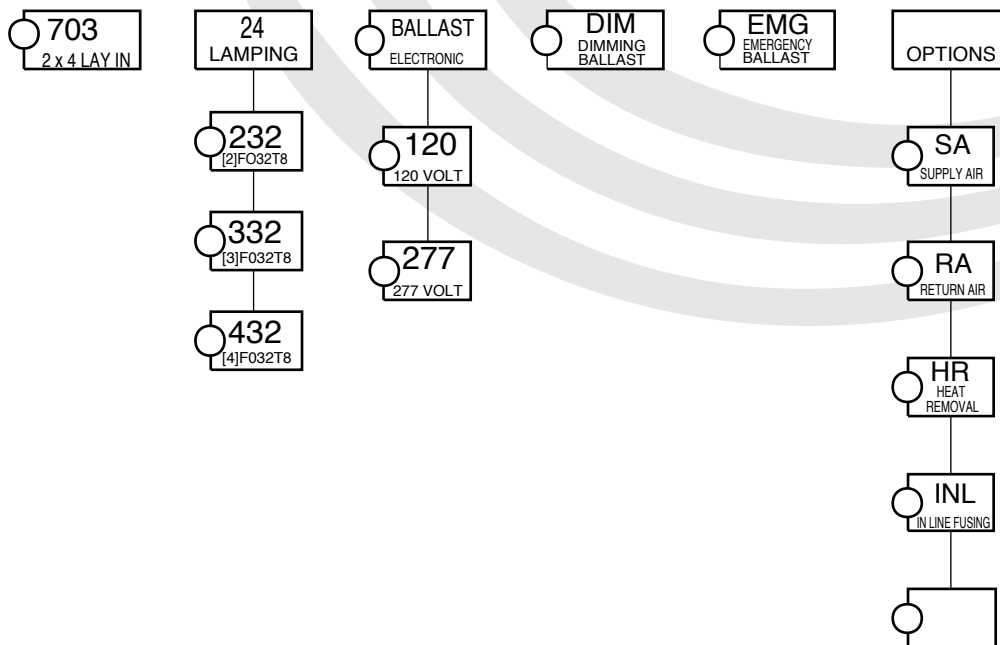 703
2 x 4 LAY IN
24
LAMPING
232
[2]FO32T8
332
[3]F032T8
432
[4]F032T8
BALLAST
ELECTRONIC
120
120 VOLT
277
277 VOLT
DIM
DIMMING
BALLAST
EMG
EMERGENCY
BALLAST
OPTIONS
SA
SUPPLY AIR
RA
RETURN AIR
HR
HEAT
REMOVAL
INL
IN LINE FUSING